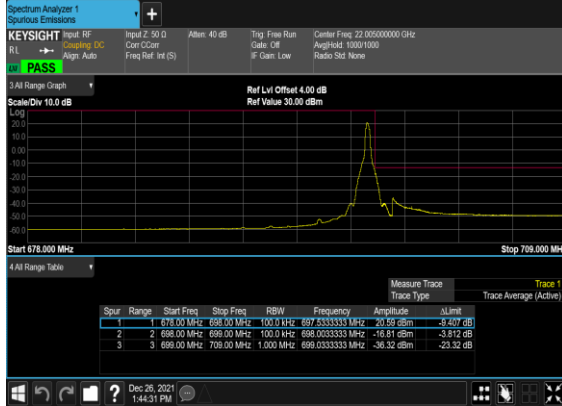 Spectrum Analyzer 1
Spurious Emissions
+
KEYSIGHT Input: RF Input Z: 50 Ω Atten: 40 dB Trig: Free Run Center Freq: 22.005000000 GHz
RL Coupling: DC Corr CCorr Gate: Off Avg|Hold: 1000/1000
Align: Auto Freq Ref: Int (S) IF Gain: Low Radio Std: None
PASS
3 All Range Graph
Ref Lvl Offset 4.00 dB
Scale/Div 10.0 dB Ref Value 30.00 dBm
Log
20.0
10.0
0.00
-10.0
-20.0
-30.0
-40.0
-50.0
-60.0
Start 678.000 MHz Stop 709.000 MH
4 All Range Table
Measure Trace Trace 1
Trace Type Trace Average (Active)
Spur Range Start Freq Stop Freq RBW Frequency Amplitude ΔLimit
1 1 678.00 MHz 698.00 MHz 100.0 kHz 697.5333333 MHz 20.59 dBm -9.407 dB
2 2 698.00 MHz 699.00 MHz 100.0 kHz 698.0033333 MHz -16.81 dBm -3.812 dB
3 3 699.00 MHz 709.00 MHz 1.000 MHz 699.0333333 MHz -36.32 dBm -23.32 dB
? Dec 26, 2021
1:44:31 PM